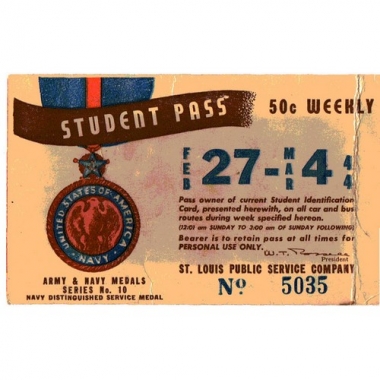 STUDENT PASS
50c WEEKLY
FEB 27 - MAR 4 44
Pass owner of current Student Identification
Card, presented herewith, on all car and bus
routes during week specified hereon.
(12:01 am SUNDAY to 3:00 am OF SUNDAY FOLLOWING)
Bearer is to retain pass at all times for
PERSONAL USE ONLY.
President
UNITED STATES OF AMERICA
NAVY
ARMY & NAVY MEDALS
SERIES No. 10
NAVY DISTINGUISHED SERVICE MEDAL
ST. LOUIS PUBLIC SERVICE COMPANY
No 5035